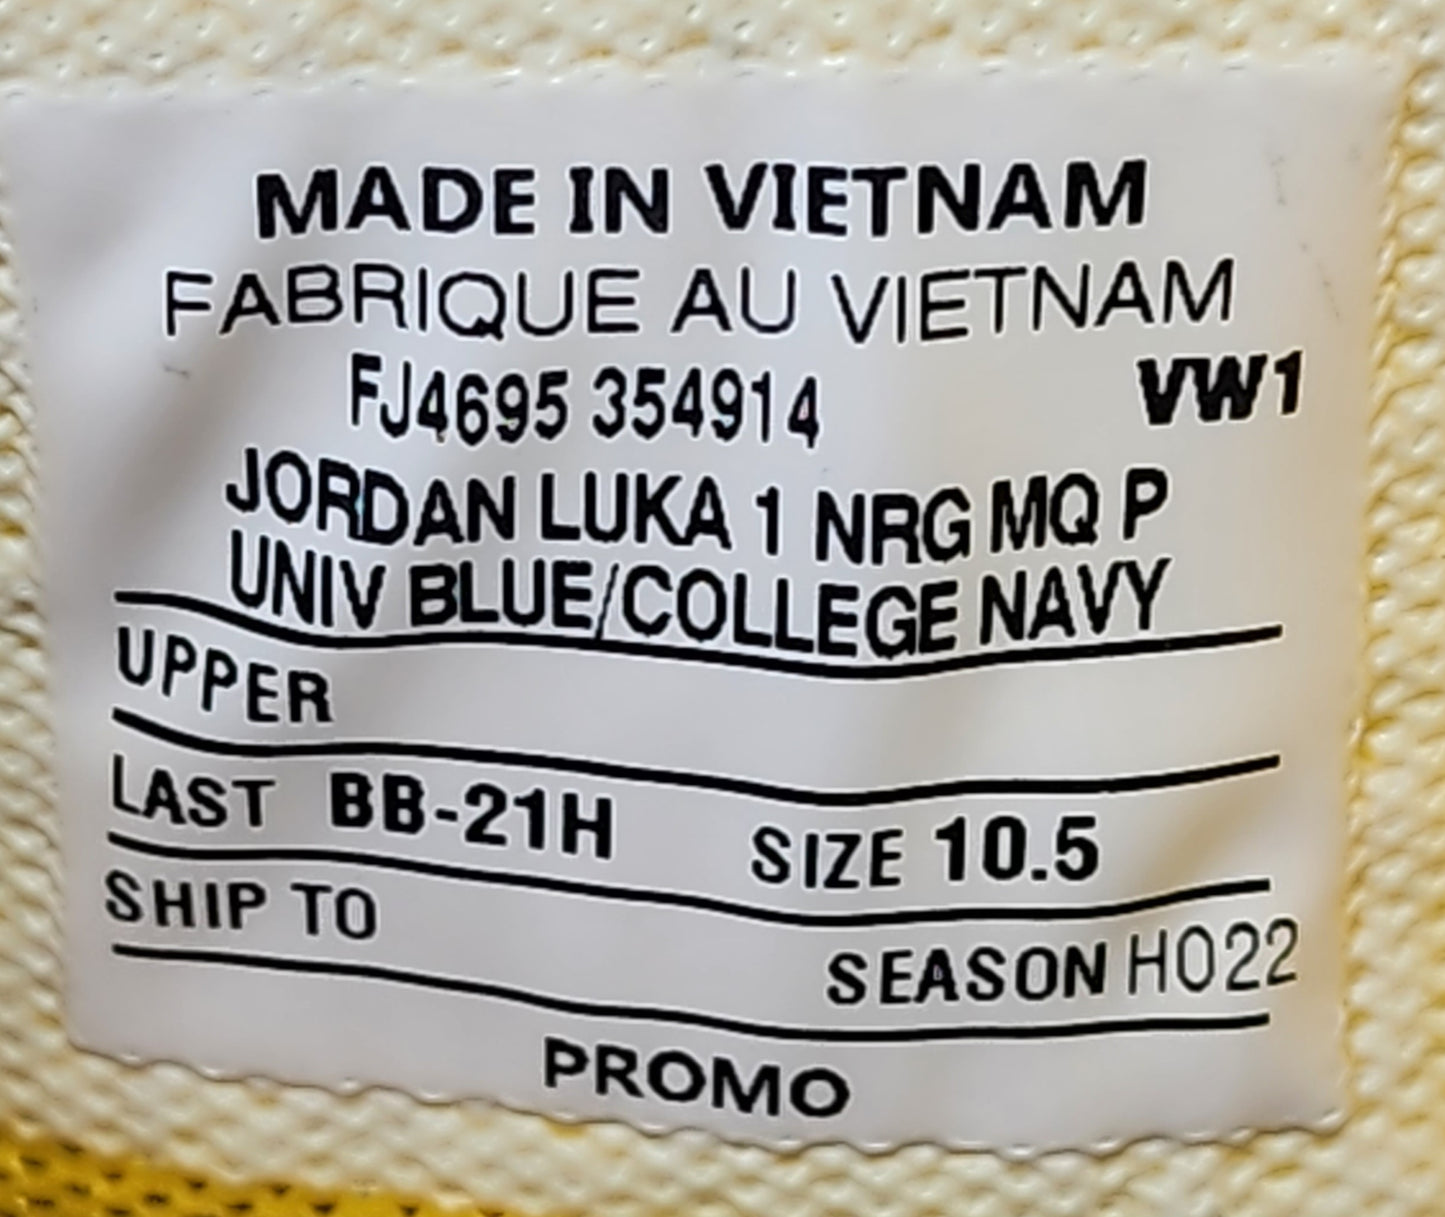 MADE IN VIETNAM
FABRIQUE AU VIETNAM
FJ4695 354914 VW1
JORDAN LUKA 1 NRG MQ P
UNIV BLUE/COLLEGE NAVY
UPPER
LAST BB-21H SIZE 10.5
SHIP TO
SEASON HO22
PROMO